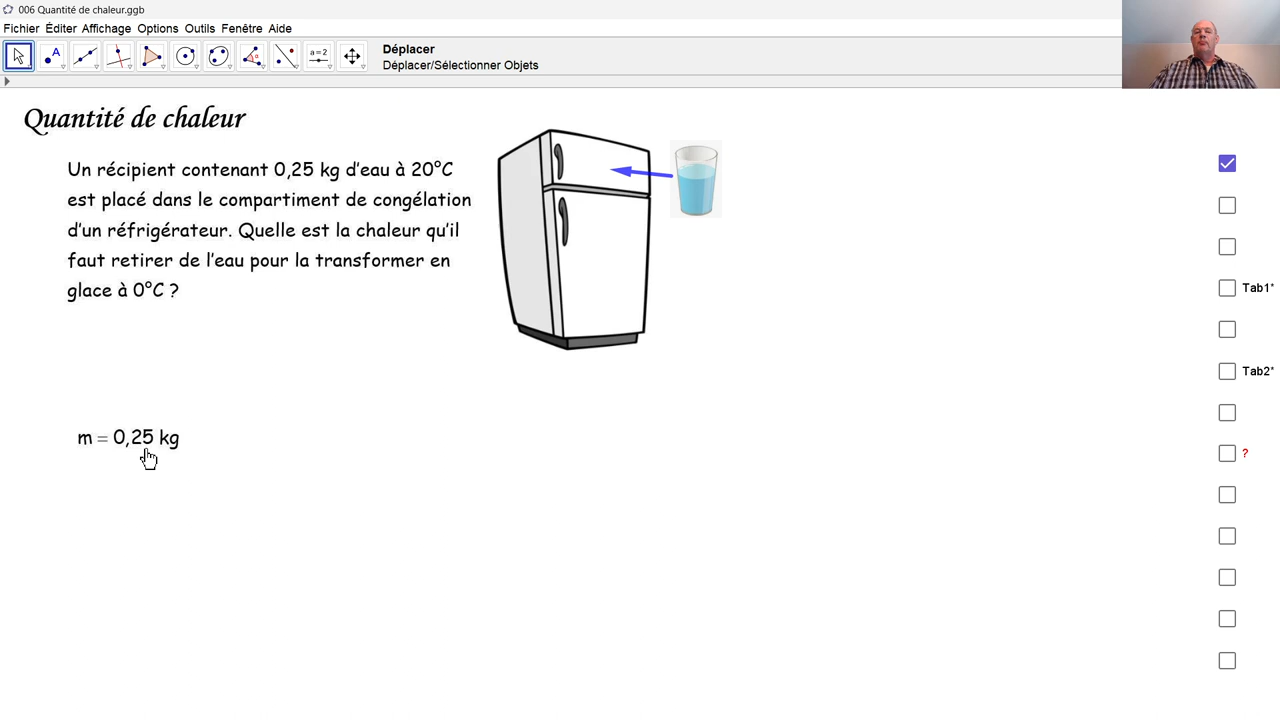 006 Quantité de chaleur.ggb
Fichier Éditer Affichage Options Outils Fenêtre Aide
A
a=2
Déplacer
Déplacer/Sélectionner Objets
Quantité de chaleur
Un récipient contenant 0,25 kg d'eau à 20°C
est placé dans le compartiment de congélation
d'un réfrigérateur. Quelle est la chaleur qu'il
faut retirer de l'eau pour la transformer en
glace à 0°C ?
m = 0,25 kg
Tab1*
Tab2*
?